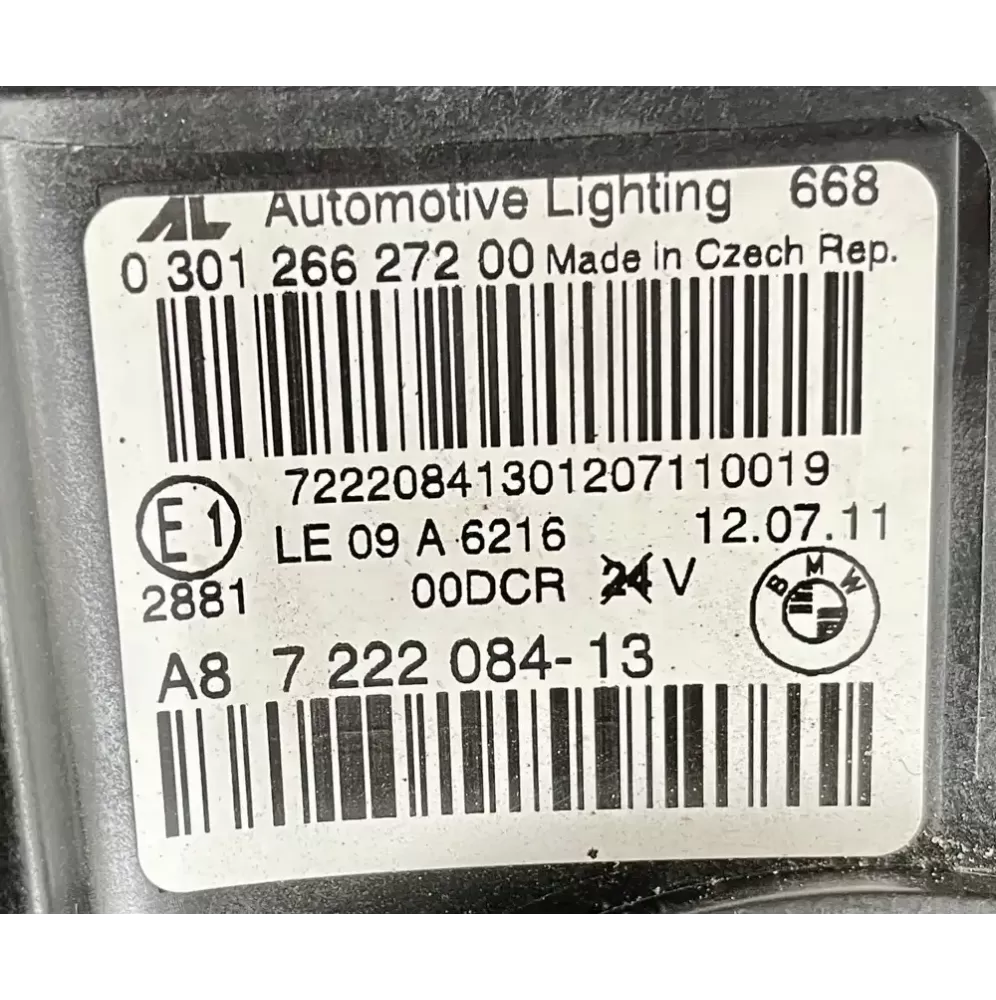 AL Automotive Lighting 668
0 301 266 272 00 Made in Czech Rep.
72220841301207110019
E1 LE 09 A 6216 12.07.11
2881 00DCR 24 V
BMW
A8 7 222 084-13